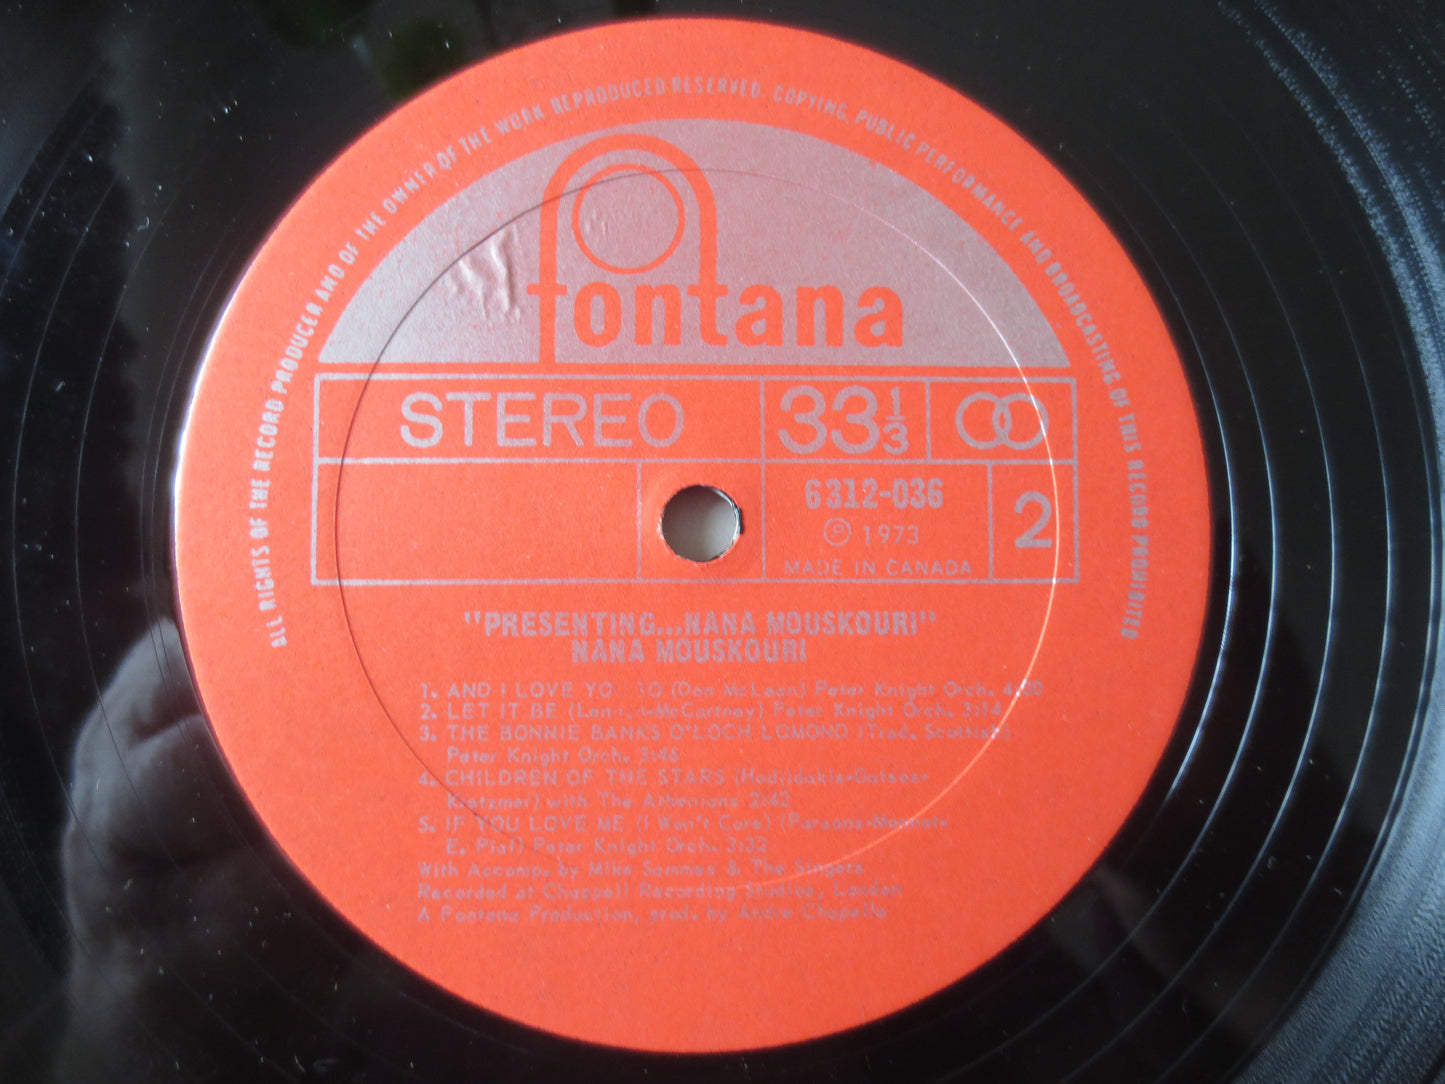 ALL RIGHTS OF THE RECORD PRODUCER AND OF THE OWNER OF THE WORK REPRODUCED RESERVED. COPYING, PUBLIC PERFORMANCE AND BROADCASTING OF THIS RECORD PROHIBITED
fontana
STEREO 33 1/3
6312-036
℗ 1973
MADE IN CANADA
2
"PRESENTING...NANA MOUSKOURI"
NANA MOUSKOURI
1. AND I LOVE YOU SO (Don McLean) Peter Knight Orch. 4:00
2. LET IT BE (Lennon-McCartney) Peter Knight Orch. 3:14
3. THE BONNIE BANKS O'LOCH LOMOND (Trad. Scottish)
Peter Knight Orch. 3:46
4. CHILDREN OF THE STARS (Hadjidakis-Gatsos-
Kretzmer) with The Athenians 2:43
5. IF YOU LOVE ME (I Won't Care) (Parsons-Monnot-
E. Piaf) Peter Knight Orch. 3:32
With Accomp. by Mike Sammes & The Singers
Recorded at Chappell Recording Studios, London
A Fontana Production, prod. by Andre Chapelle